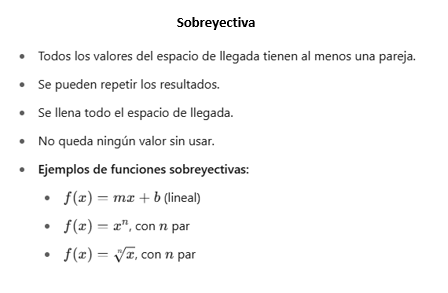 Sobreyectiva
• Todos los valores del espacio de llegada tienen al menos una pareja.
• Se pueden repetir los resultados.
• Se llena todo el espacio de llegada.
• No queda ningún valor sin usar.
• Ejemplos de funciones sobreyectivas:
• f(x) = mx + b (lineal)
• f(x) = xⁿ, con n par
• f(x) = ⁿ√x, con n par